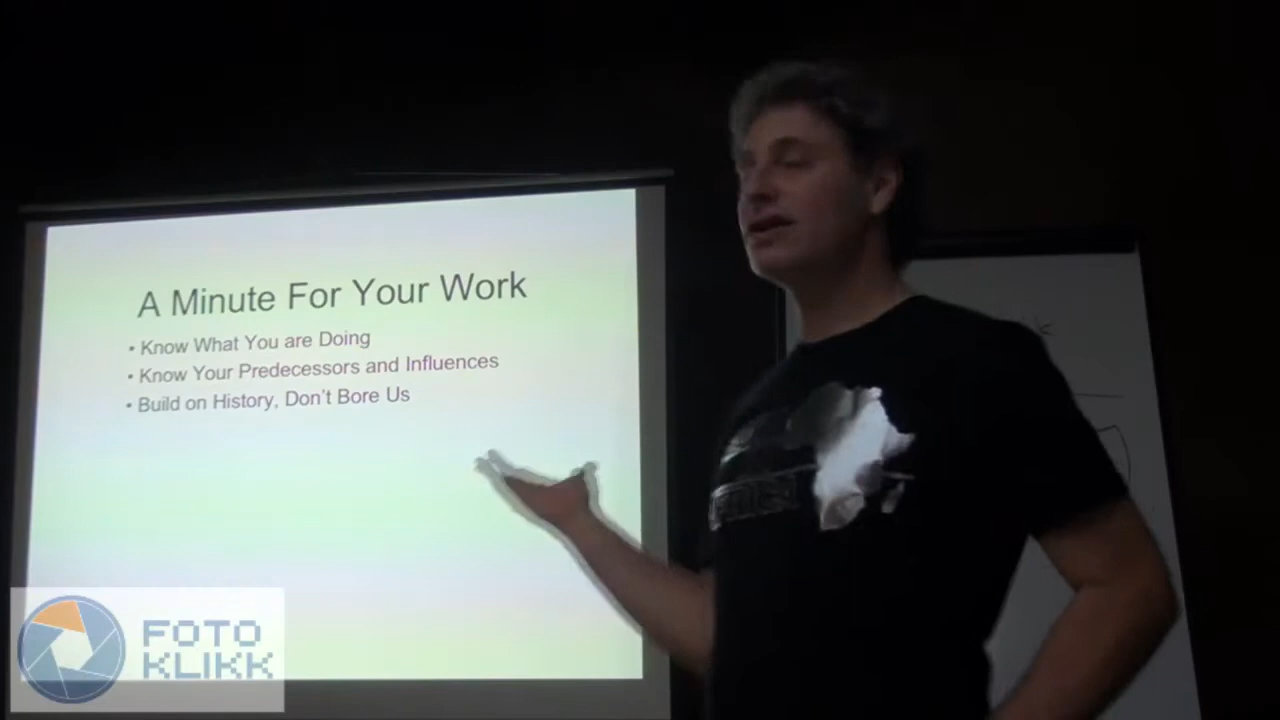 A Minute For Your Work
• Know What You are Doing
• Know Your Predecessors and Influences
• Build on History, Don't Bore Us
FOTO
KLIKK